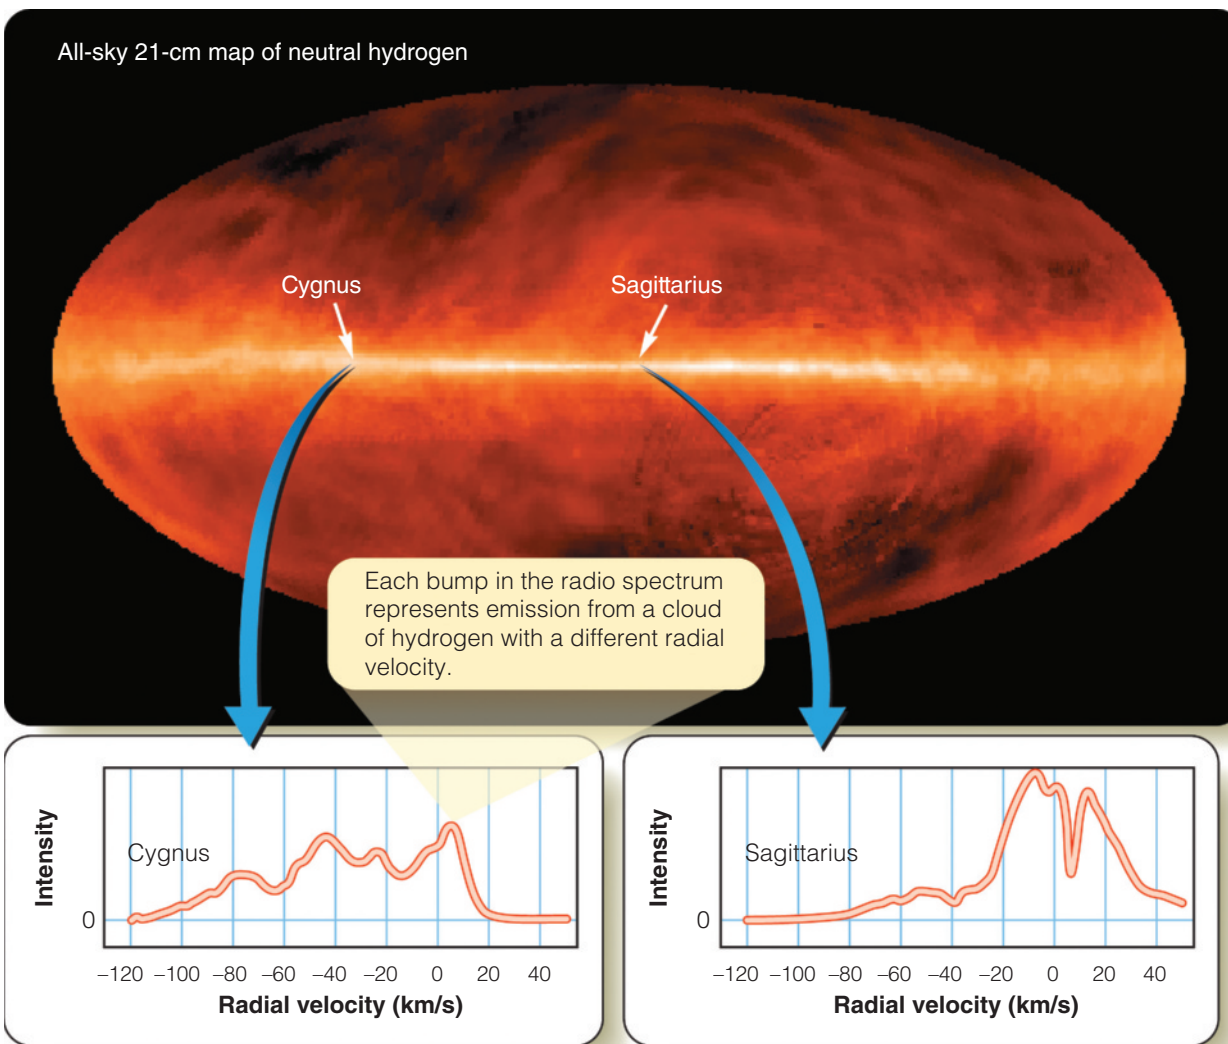 All-sky 21-cm map of neutral hydrogen
Cygnus
Sagittarius
Each bump in the radio spectrum
represents emission from a cloud
of hydrogen with a different radial
velocity.
Intensity
Cygnus
0
–120 –100 –80 –60 –40 –20 0 20 40
Radial velocity (km/s)
Intensity
Sagittarius
0
–120 –100 –80 –60 –40 –20 0 20 40
Radial velocity (km/s)